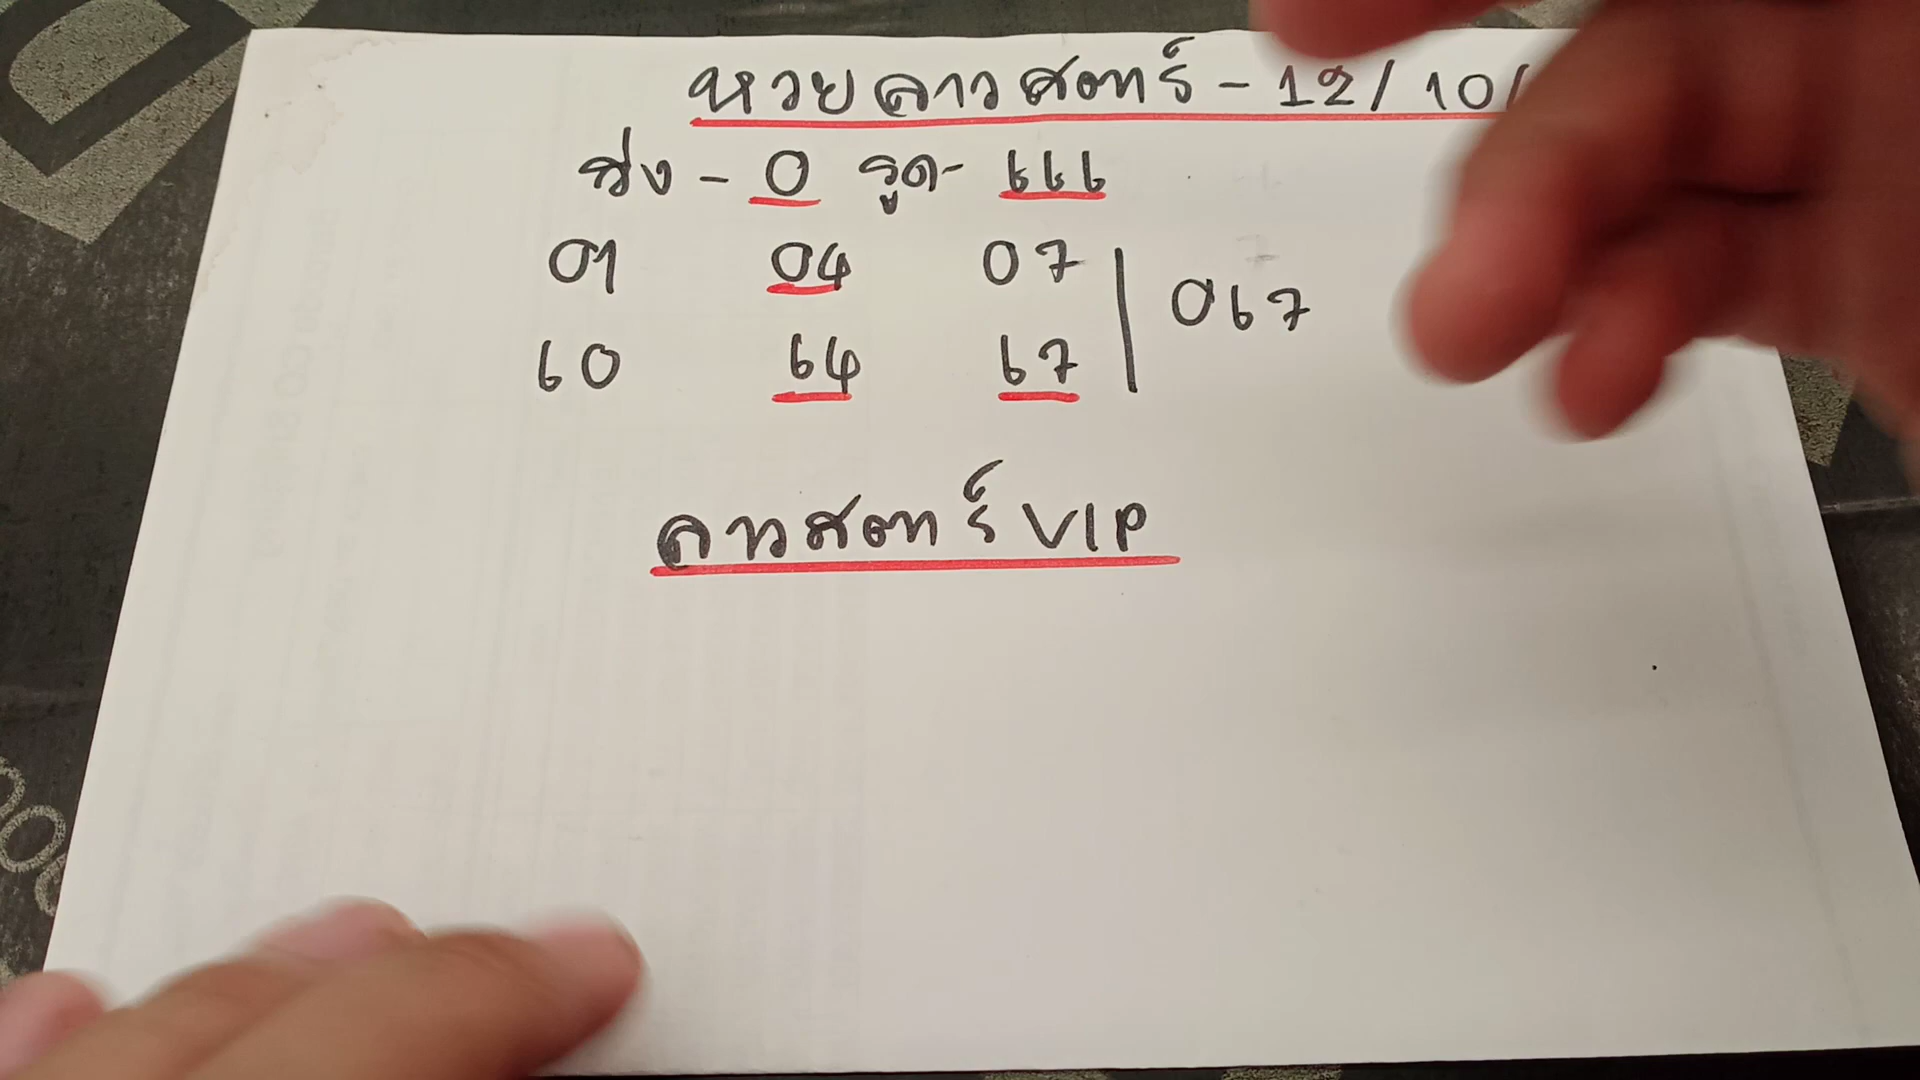 หวยลาวสตาร์ - 12/10/
วิ่ง - 0 รูด - 666
01 04 07
067
60 64 67
ลาวสตาร์ VIP